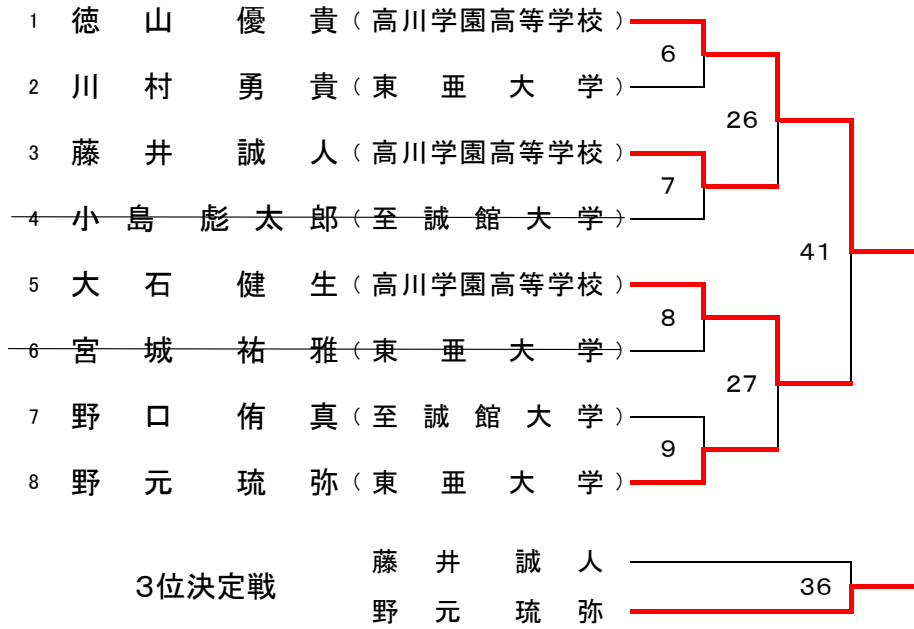 1 徳山 優貴 （高川学園高等学校）
6
2 川村 勇貴 （東亜大学）
26
3 藤井 誠人 （高川学園高等学校）
7
4 小島 彪太郎 （至誠館大学）
41
5 大石 健生 （高川学園高等学校）
8
6 宮城 祐雅 （東亜大学）
27
7 野口 侑真 （至誠館大学）
9
8 野元 琉弥 （東亜大学）
藤井 誠人
3位決定戦 36
野元 琉弥